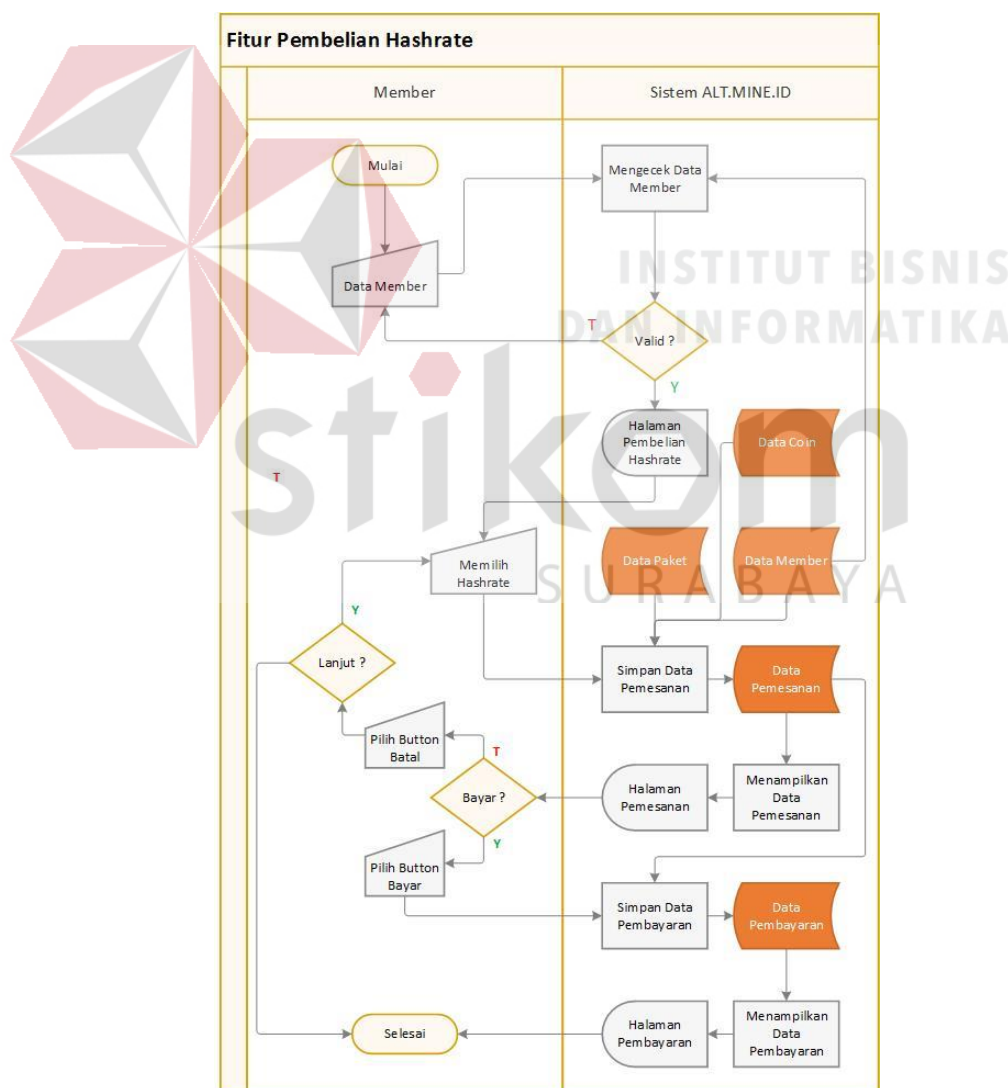 Fitur Pembelian Hashrate
Member
Sistem ALT.MINE.ID
Mulai
Mengecek Data
Member
Data Member
INSTITUT BISNIS
DAN INFORMATIKA
T
Valid ?
Y
Halaman
Pembelian
Hashrate
Data Coin
stikom
SURABAYA
T
Memilih
Hashrate
Data Paket
Data Member
Y
Lanjut ?
Simpan Data
Pemesanan
Data
Pemesanan
Pilih Button
Batal
T
Bayar ?
Y
Halaman
Pemesanan
Menampilkan
Data
Pemesanan
Pilih Button
Bayar
Simpan Data
Pembayaran
Data
Pembayaran
Selesai
Halaman
Pembayaran
Menampilkan
Data
Pembayaran